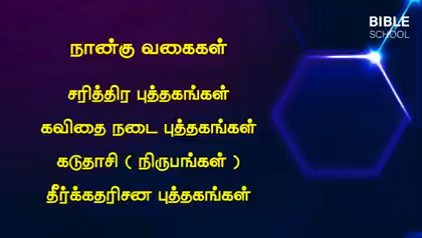 BIBLE
SCHOOL
நான்கு வகைகள்
சரித்திர புத்தகங்கள்
கவிதை நடை புத்தகங்கள்
கடுதாசி ( நிருபங்கள் )
தீர்க்கதரிசன புத்தகங்கள்